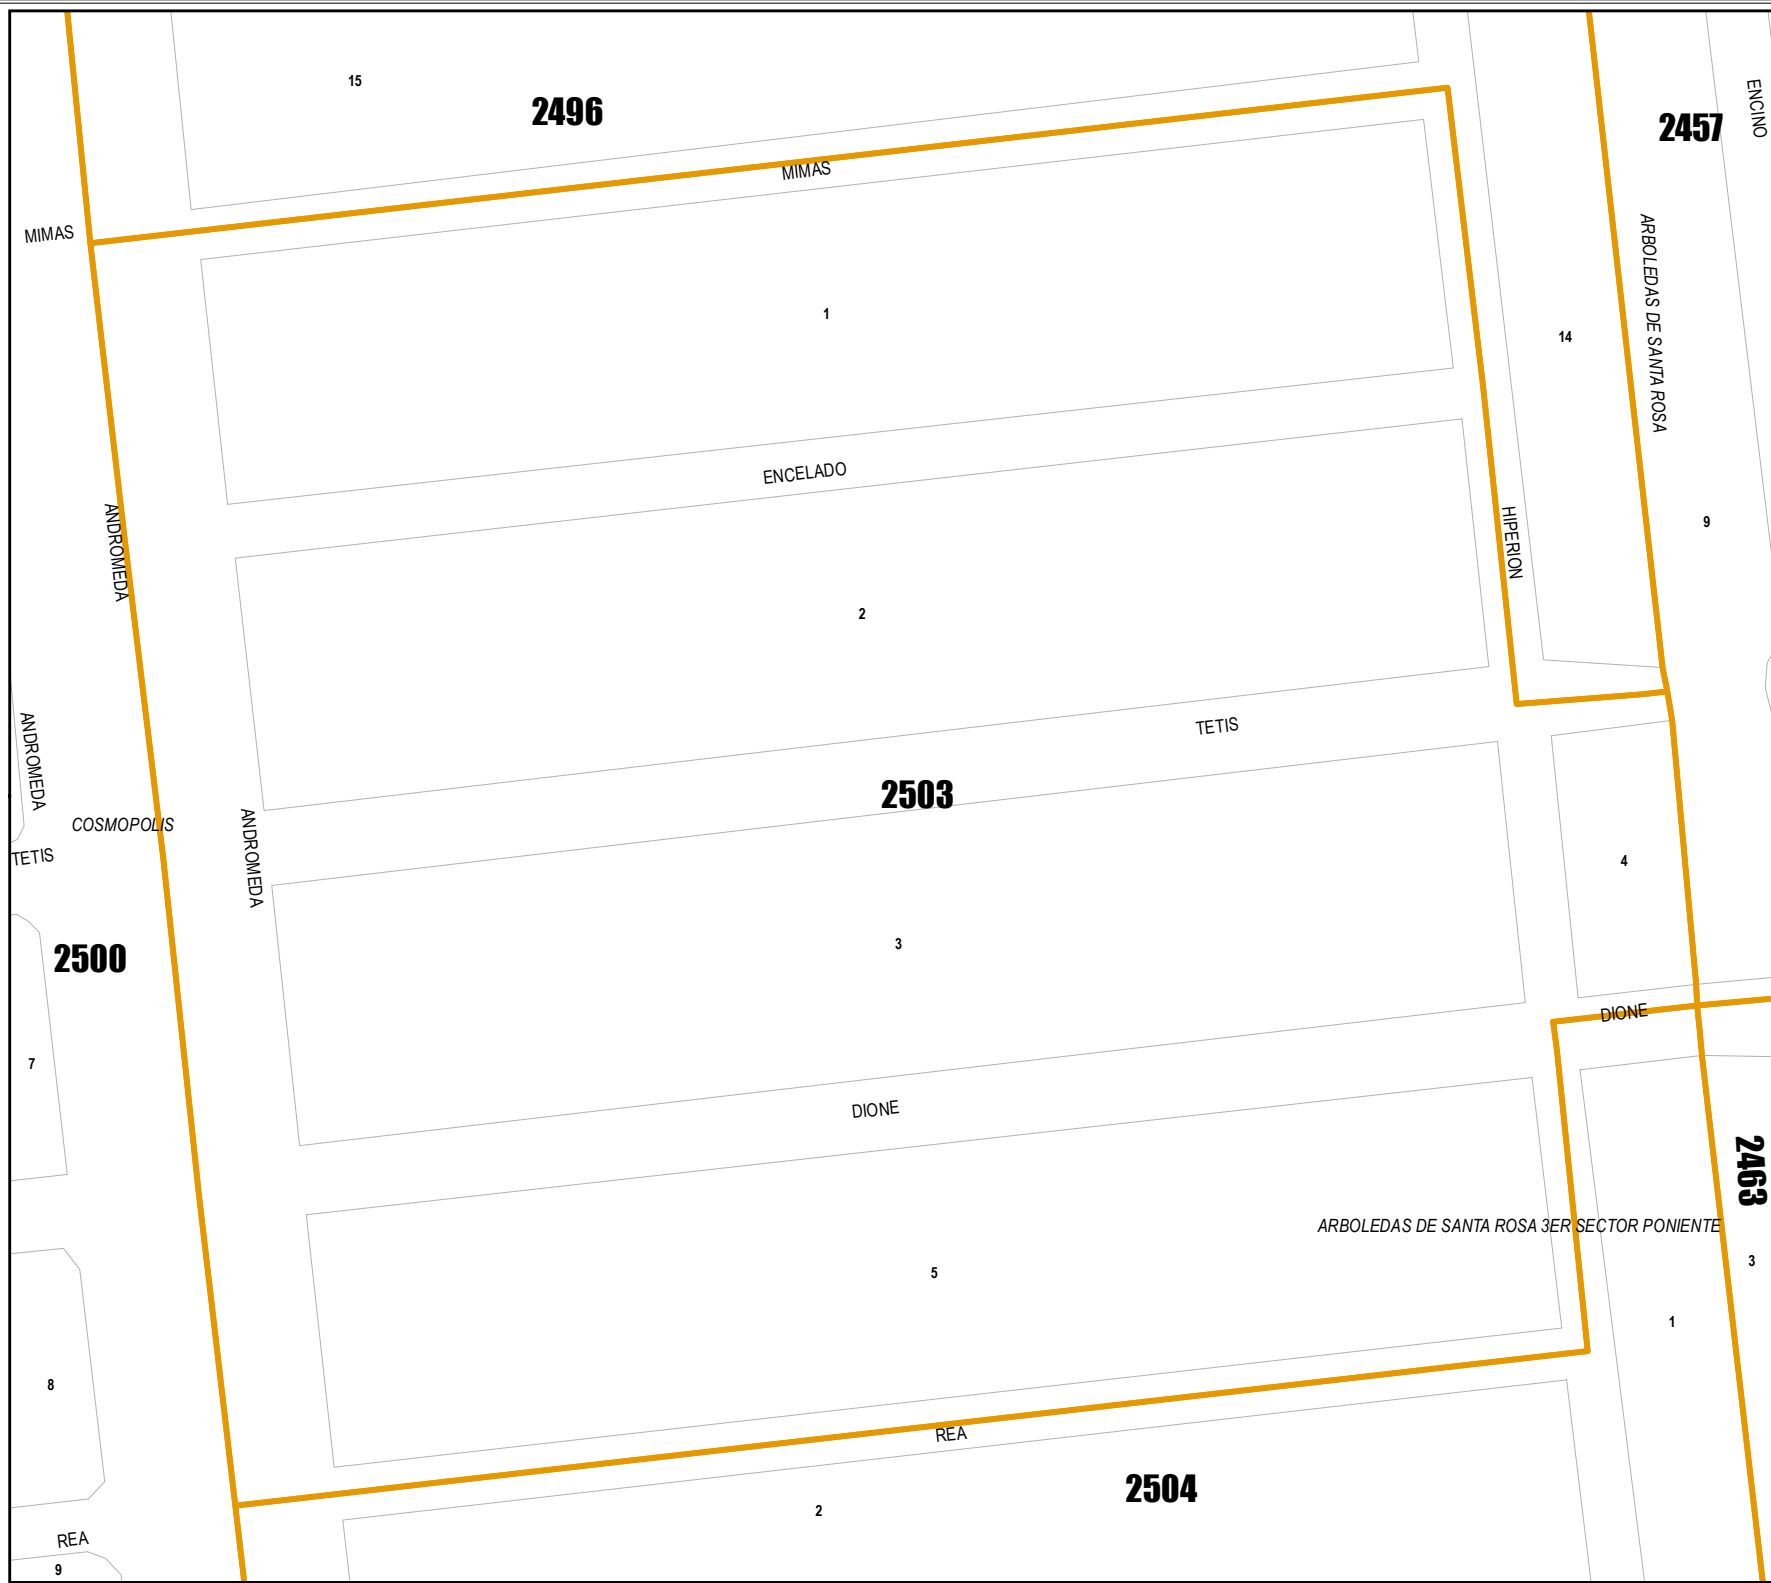 15
2496
ENCINO
2457
MIMAS
MIMAS
ARBOLEDAS DE SANTA ROSA
1
14
ENCELADO
ANDROMEDA
HIPERION
9
2
ANDROMEDA
TETIS
2503
COSMOPOLIS
ANDROMEDA
TETIS
4
3
2500
DIONE
7
DIONE
2463
ARBOLEDAS DE SANTA ROSA 3ER SECTOR PONIENTE
3
5
1
8
REA
2504
2
REA
9